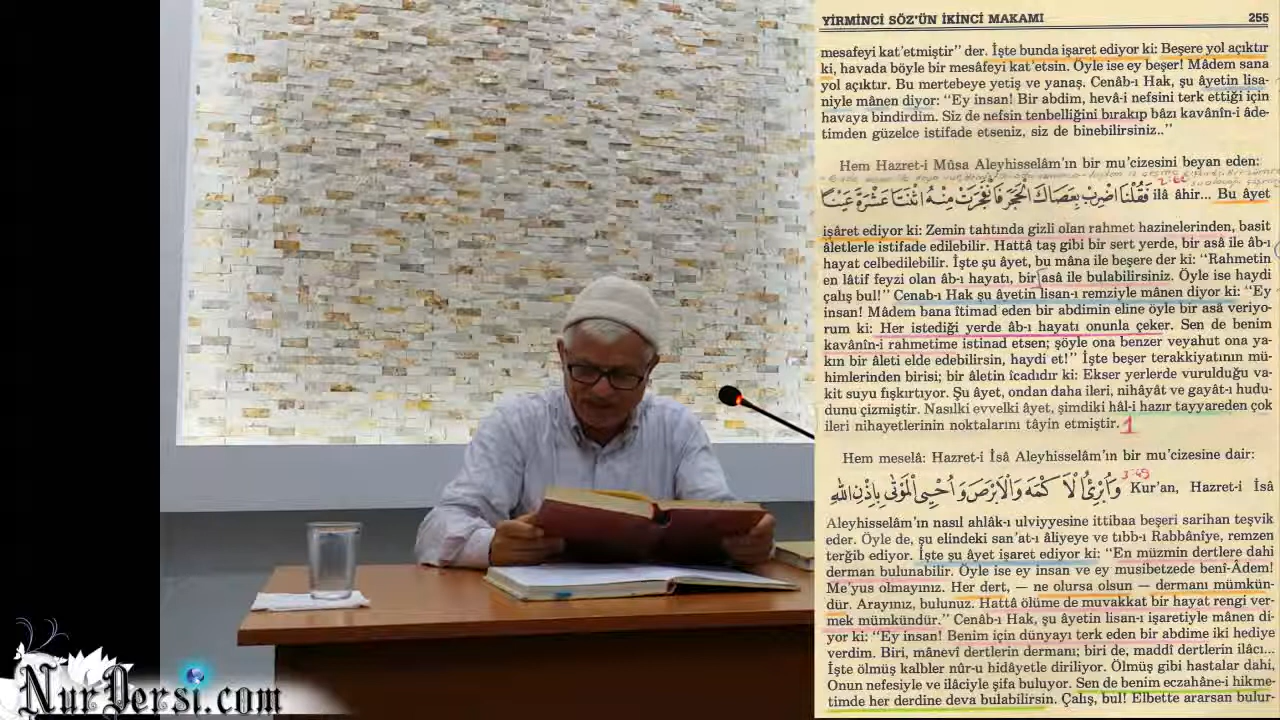 YİRMİNCİ SÖZ'ÜN İKİNCİ MAKAMI 255
mesafeyi kat'etmiştir" der. İşte bunda işaret ediyor ki: Beşere yol açıktır
ki, havada böyle bir mesâfeyi kat'etsin. Öyle ise ey beşer! Mâdem sana
yol açıktır. Bu mertebeye yetiş ve yanaş. Cenâb-ı Hak, şu âyetin lisa-
niyle mânen diyor: "Ey insan! Bir abdim, hevâ-i nefsini terk ettiği için
havaya bindirdim. Siz de nefsin tenbelliğini bırakıp bâzı kavânîn-i âde-
timden güzelce istifade etseniz, siz de binebilirsiniz.."
Hem Hazret-i Mûsa Aleyhisselâm'ın bir mu'cizesini beyan eden:
فَقُلْنَا اضْرِبْ بِعَصَاكَ الْحَجَرَ فَانْفَجَرَتْ مِنْهُ اثْنَتَا عَشْرَةَ عَيْنًا ilâ âhir... Bu âyet
işâret ediyor ki: Zemin tahtında gizli olan rahmet hazinelerinden, basit
âletlerle istifade edilebilir. Hattâ taş gibi bir sert yerde, bir asâ ile âb-ı
hayat celbedilebilir. İşte şu âyet, bu mâna ile beşere der ki: "Rahmetin
en lâtif feyzi olan âb-ı hayâtı, bir asâ ile bulabilirsiniz. Öyle ise haydi
çalış bul!" Cenab-ı Hak şu âyetin lisan-ı remziyle mânen diyor ki: "Ey
insan! Mâdem bana îtimad eden bir abdimin eline öyle bir asâ veriyo-
rum ki: Her istediği yerde âb-ı hayatı onunla çeker. Sen de benim
kavânîn-i rahmetime istinad etsen; şöyle ona benzer veyahut ona ya-
kın bir âleti elde edebilirsin, haydi et!" İşte beşer terakkiyatının mü-
himlerinden birisi; bir âletin îcadıdır ki: Ekser yerlerde vurulduğu va-
kit suyu fışkırtıyor. Şu âyet, ondan daha ileri, nihâyât ve gayât-ı hudu-
dunu çizmiştir. Nasılki evvelki âyet, şimdiki hâl-i hazır tayyareden çok
ileri nihayetlerinin noktalarını tâyin etmiştir. 1
Hem meselâ: Hazret-i İsâ Aleyhisselâm'ın bir mu'cizesine dair:
3-49
وَاُبْرِئُ الْاَكْمَهَ وَالْاَبْرَصَ وَاُحْيِى الْمَوْتٰى بِاِذْنِ اللّٰهِ Kur'an, Hazret-i İsâ
Aleyhisselâm'ın nasıl ahlâk-ı ulviyyesine ittibaa beşeri sarihan teşvik
eder. Öyle de, şu elindeki san'at-ı âliyeye ve tıbb-ı Rabbânîye, remzen
terğib ediyor. İşte şu âyet işaret ediyor ki: "En müzmin dertlere dahi
derman bulunabilir. Öyle ise ey insan ve ey musibetzede benî-Âdem!
Me'yus olmayınız. Her dert, — ne olursa olsun — dermanı mümkün-
dür. Arayınız, bulunuz. Hattâ ölüme de muvakkat bir hayat rengi ver-
mek mümkündür." Cenâb-ı Hak, şu âyetin lisan-ı işaretiyle mânen di-
yor ki: "Ey insan! Benim için dünyayı terk eden bir abdime iki hediye
verdim. Biri, mânevî dertlerin dermanı; biri de, maddî dertlerin ilâcı...
İşte ölmüş kalbler nûr-u hidâyetle diriliyor. Ölmüş gibi hastalar dahi,
Onun nefesiyle ve ilâciyle şifa buluyor. Sen de benim eczahâne-i hikme-
timde her derdine deva bulabilirsin. Çalış, bul! Elbette ararsan bulur-
NurDersi.com